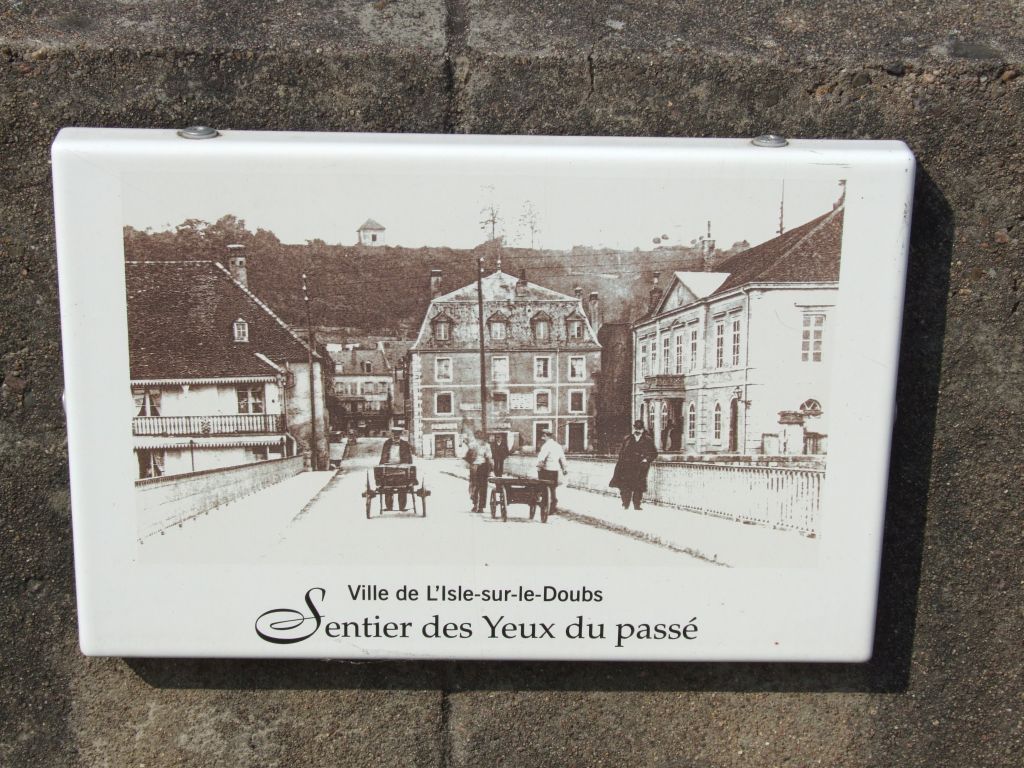 Ville de L'Isle-sur-le-Doubs
Sentier des Yeux du passé